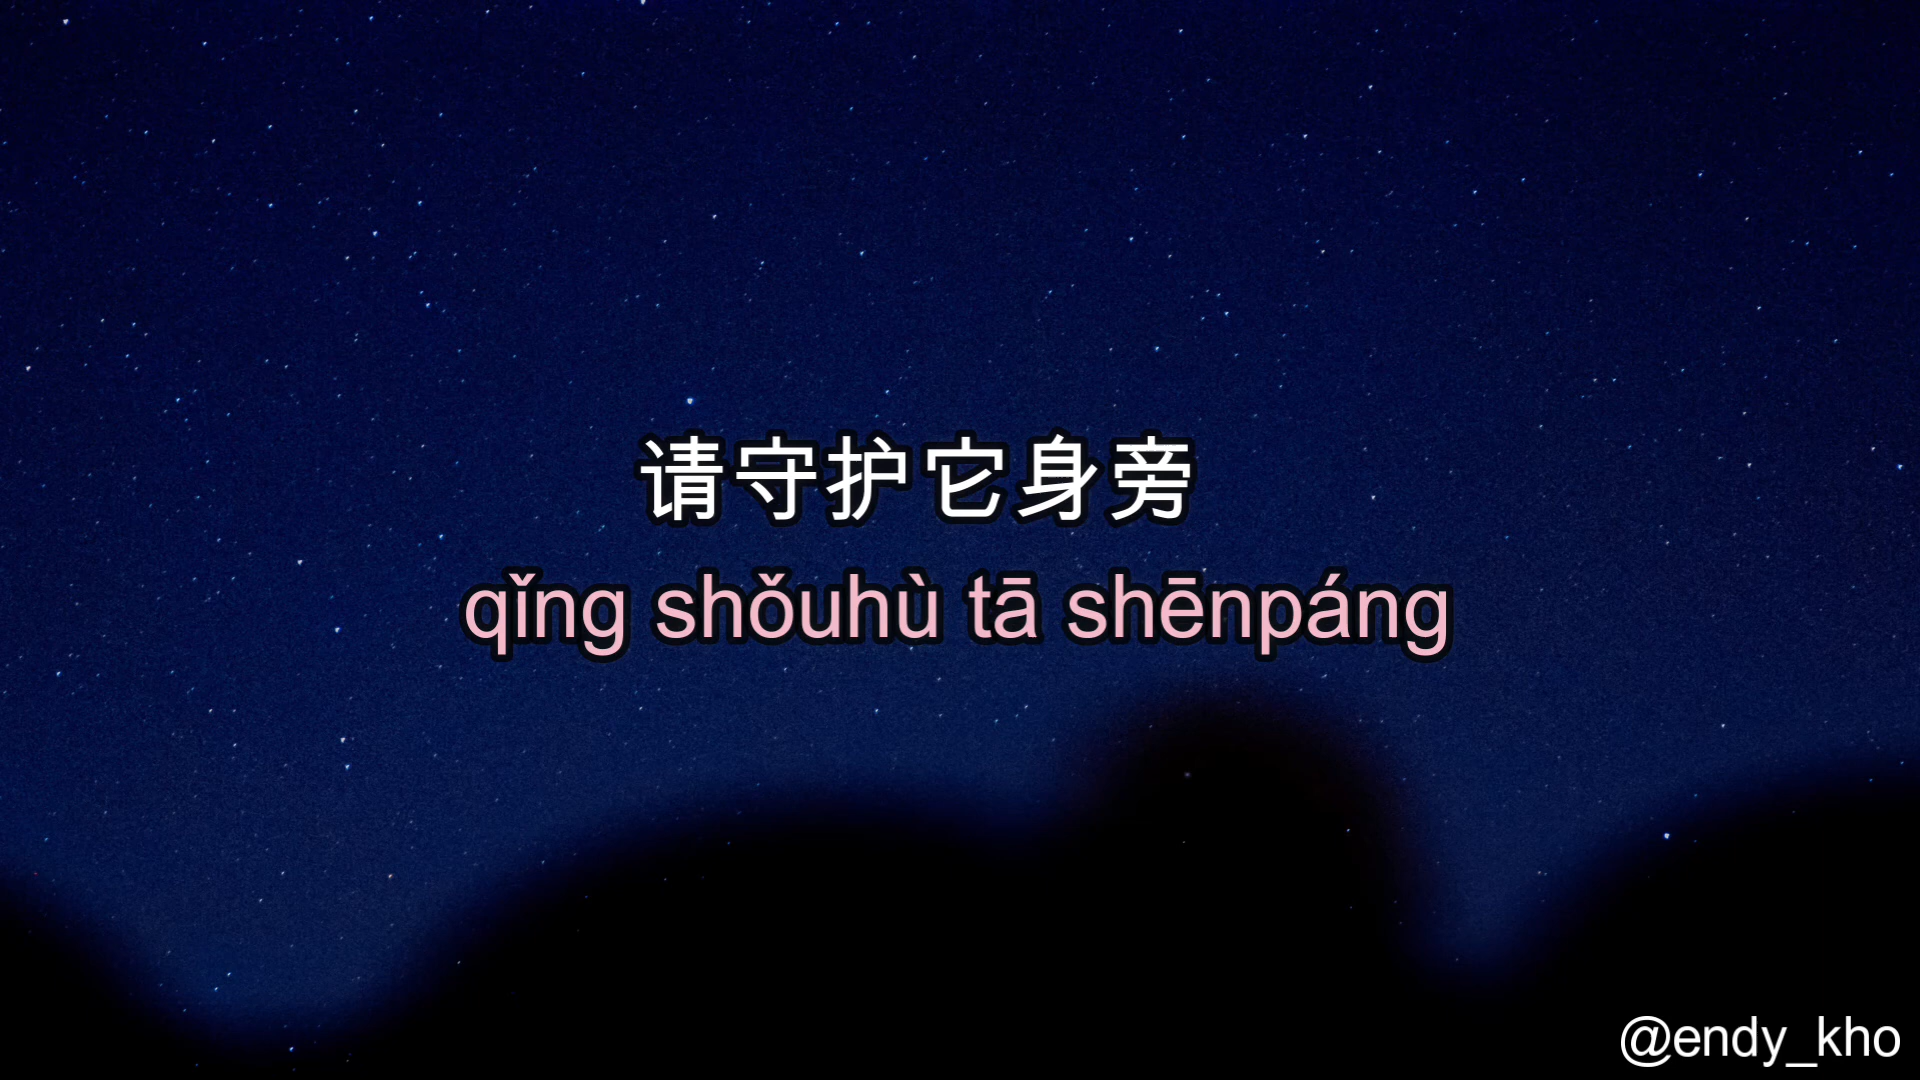 请守护它身旁
qǐng shǒuhù tā shēnpáng
@endy_kho